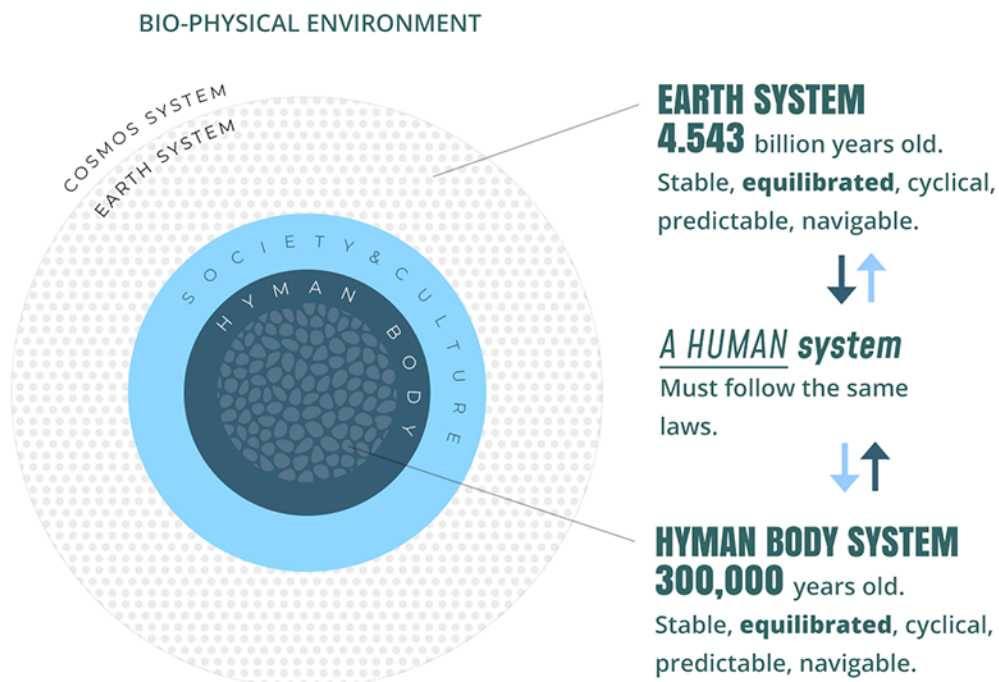 BIO-PHYSICAL ENVIRONMENT
COSMOS SYSTEM
EARTH SYSTEM
SOCIETY & CULTURE
HYMAN BODY
EARTH SYSTEM
4.543 billion years old.
Stable, equilibrated, cyclical,
predictable, navigable.
A HUMAN system
Must follow the same
laws.
HYMAN BODY SYSTEM
300,000 years old.
Stable, equilibrated, cyclical,
predictable, navigable.